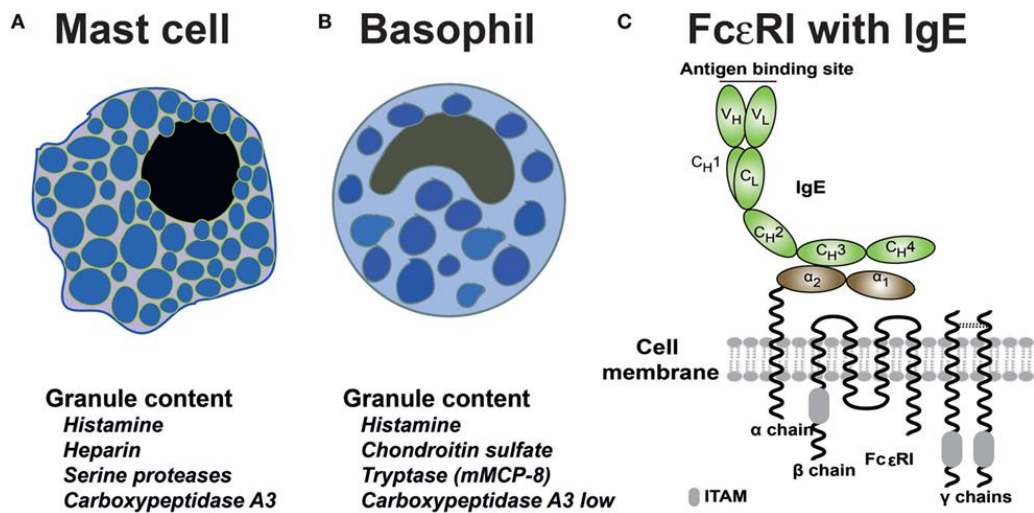 A
Mast cell
Granule content
Histamine
Heparin
Serine proteases
Carboxypeptidase A3
B
Basophil
Granule content
Histamine
Chondroitin sulfate
Tryptase (mMCP-8)
Carboxypeptidase A3 low
C
FcεRI with IgE
Antigen binding site
VH VL
CH1
CL
IgE
CH2
CH3 CH4
α2 α1
Cell
membrane
α chain
β chain
FcεRI
γ chains
ITAM